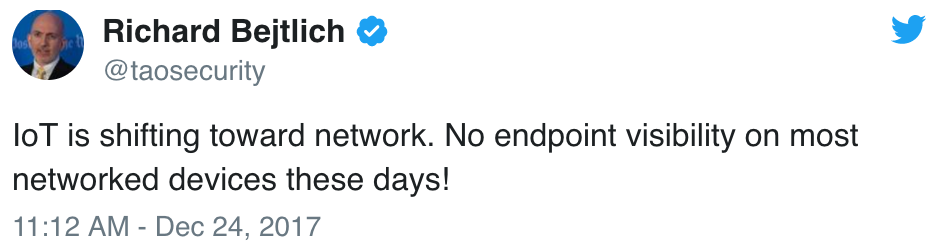 Richard Bejtlich
@taosecurity
IoT is shifting toward network. No endpoint visibility on most
networked devices these days!
11:12 AM - Dec 24, 2017